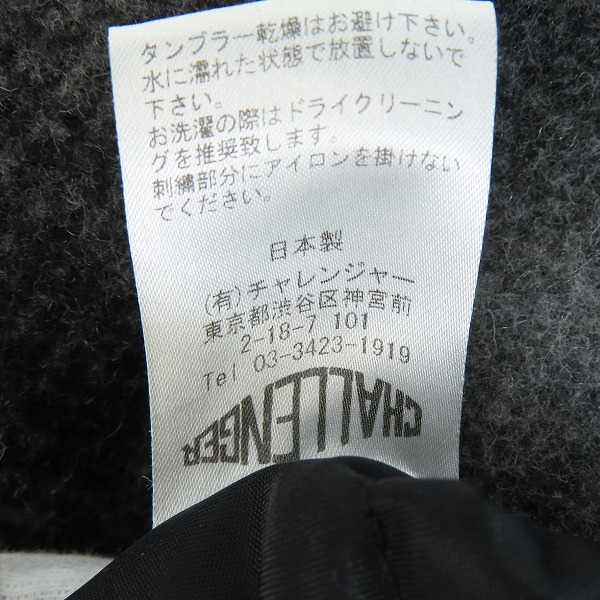 タンブラー乾燥はお避け下さい。
水に濡れた状態で放置しないで
下さい。
お洗濯の際はドライクリーニン
グを推奨致します。
刺繍部分にアイロンを掛けない
でください。
日本製
(有)チャレンジャー
東京都渋谷区神宮前
2-18-7 101
Tel 03-3423-1919
CHALLENGER